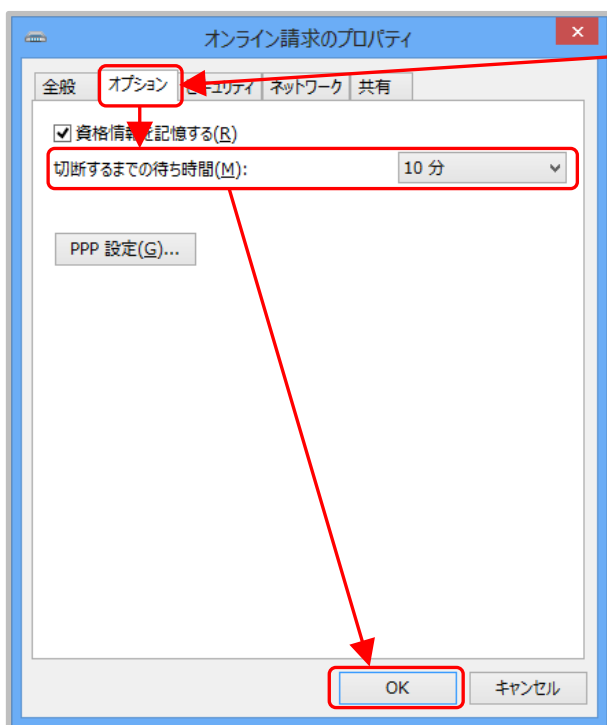 オンライン請求のプロパティ
全般 オプション セキュリティ ネットワーク 共有
資格情報を記憶する(R)
切断するまでの待ち時間(M): 10 分
PPP 設定(G)...
OK キャンセル